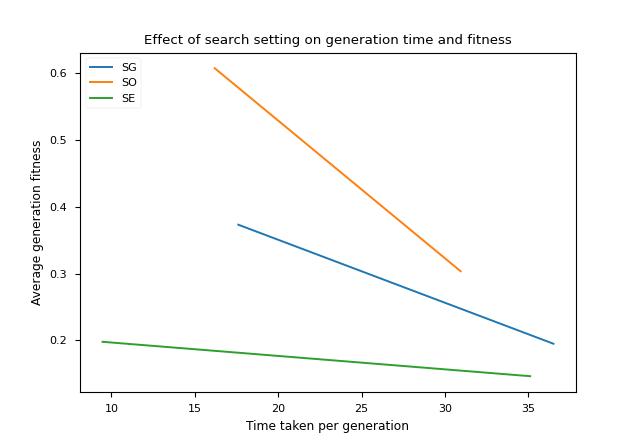 Effect of search setting on generation time and fitness
SG
SO
SE
0.6
0.5
0.4
0.3
0.2
Average generation fitness
10 15 20 25 30 35
Time taken per generation